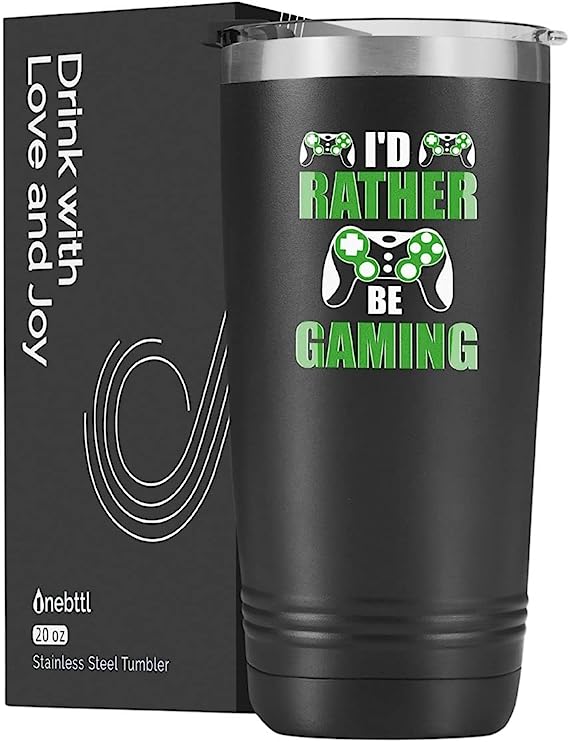 Drink with
Love and Joy
Onebttl
20 oz
Stainless Steel Tumbler
I'D
RATHER
BE
GAMING